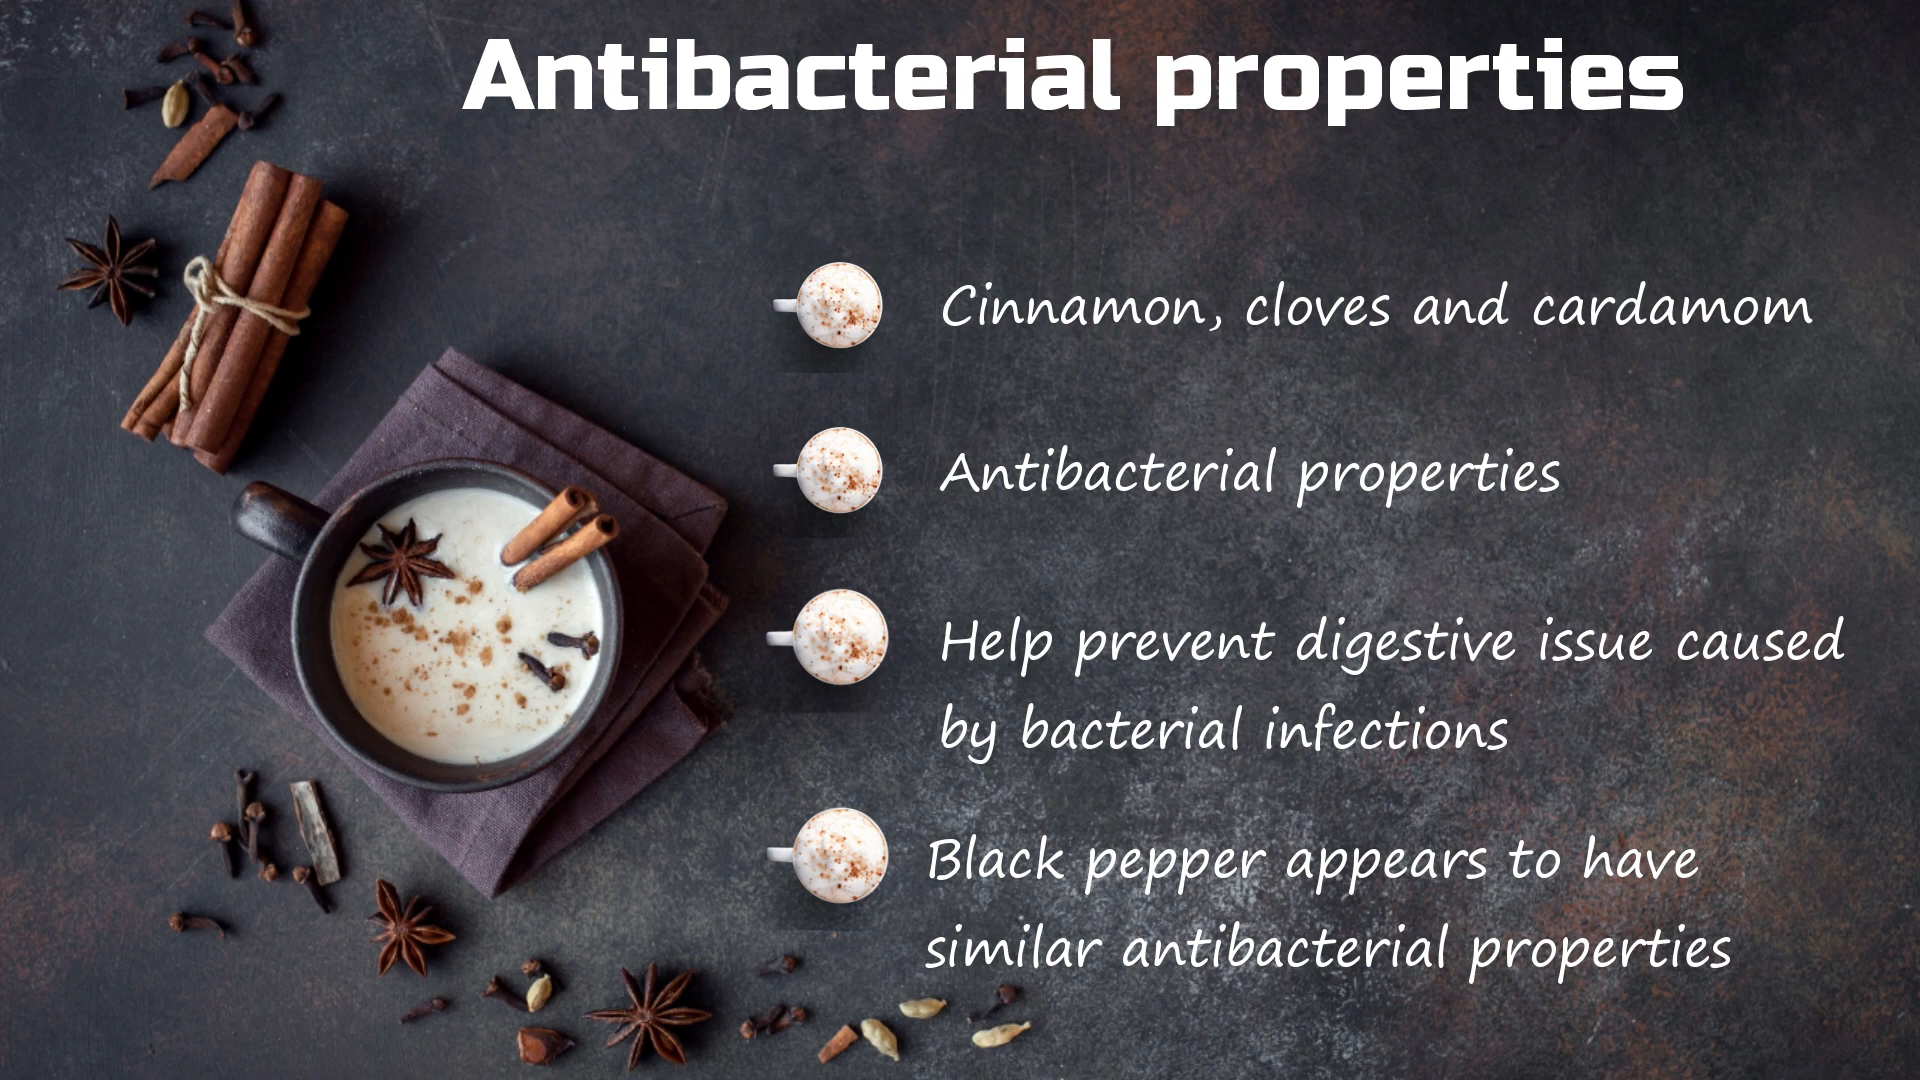 Antibacterial properties
Cinnamon, cloves and cardamom
Antibacterial properties
Help prevent digestive issue caused
by bacterial infections
Black pepper appears to have
similar antibacterial properties